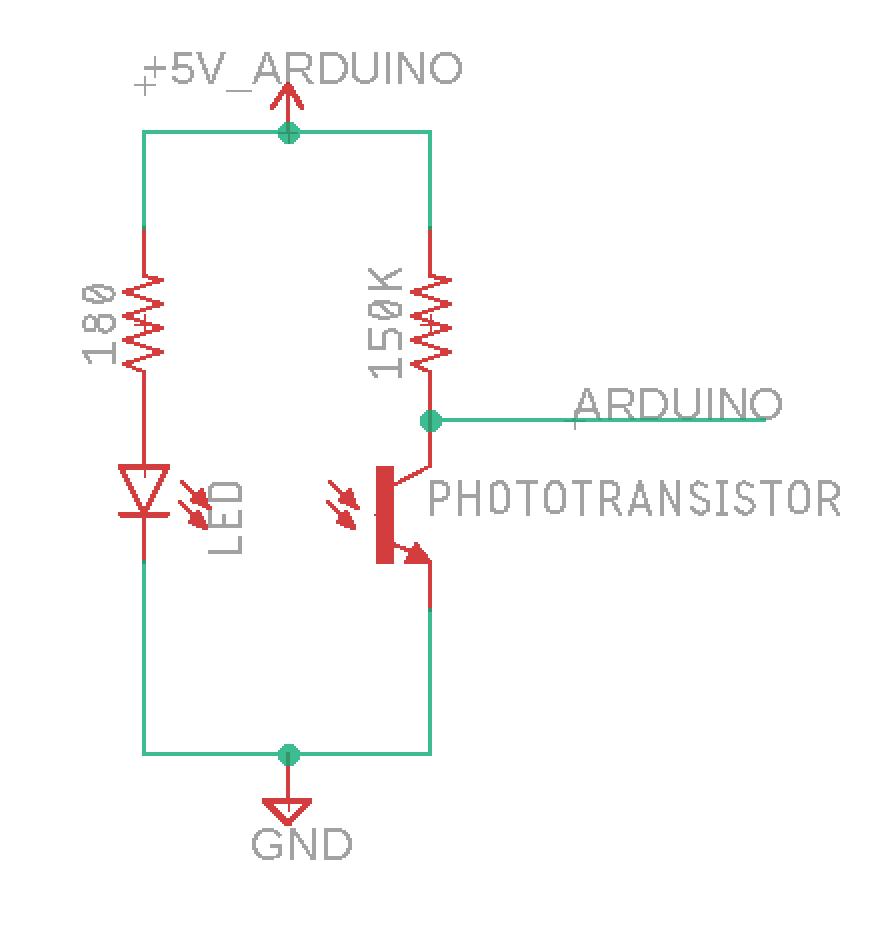 +5V_ARDUINO
180
150K
ARDUINO
LED
PHOTOTRANSISTOR
GND